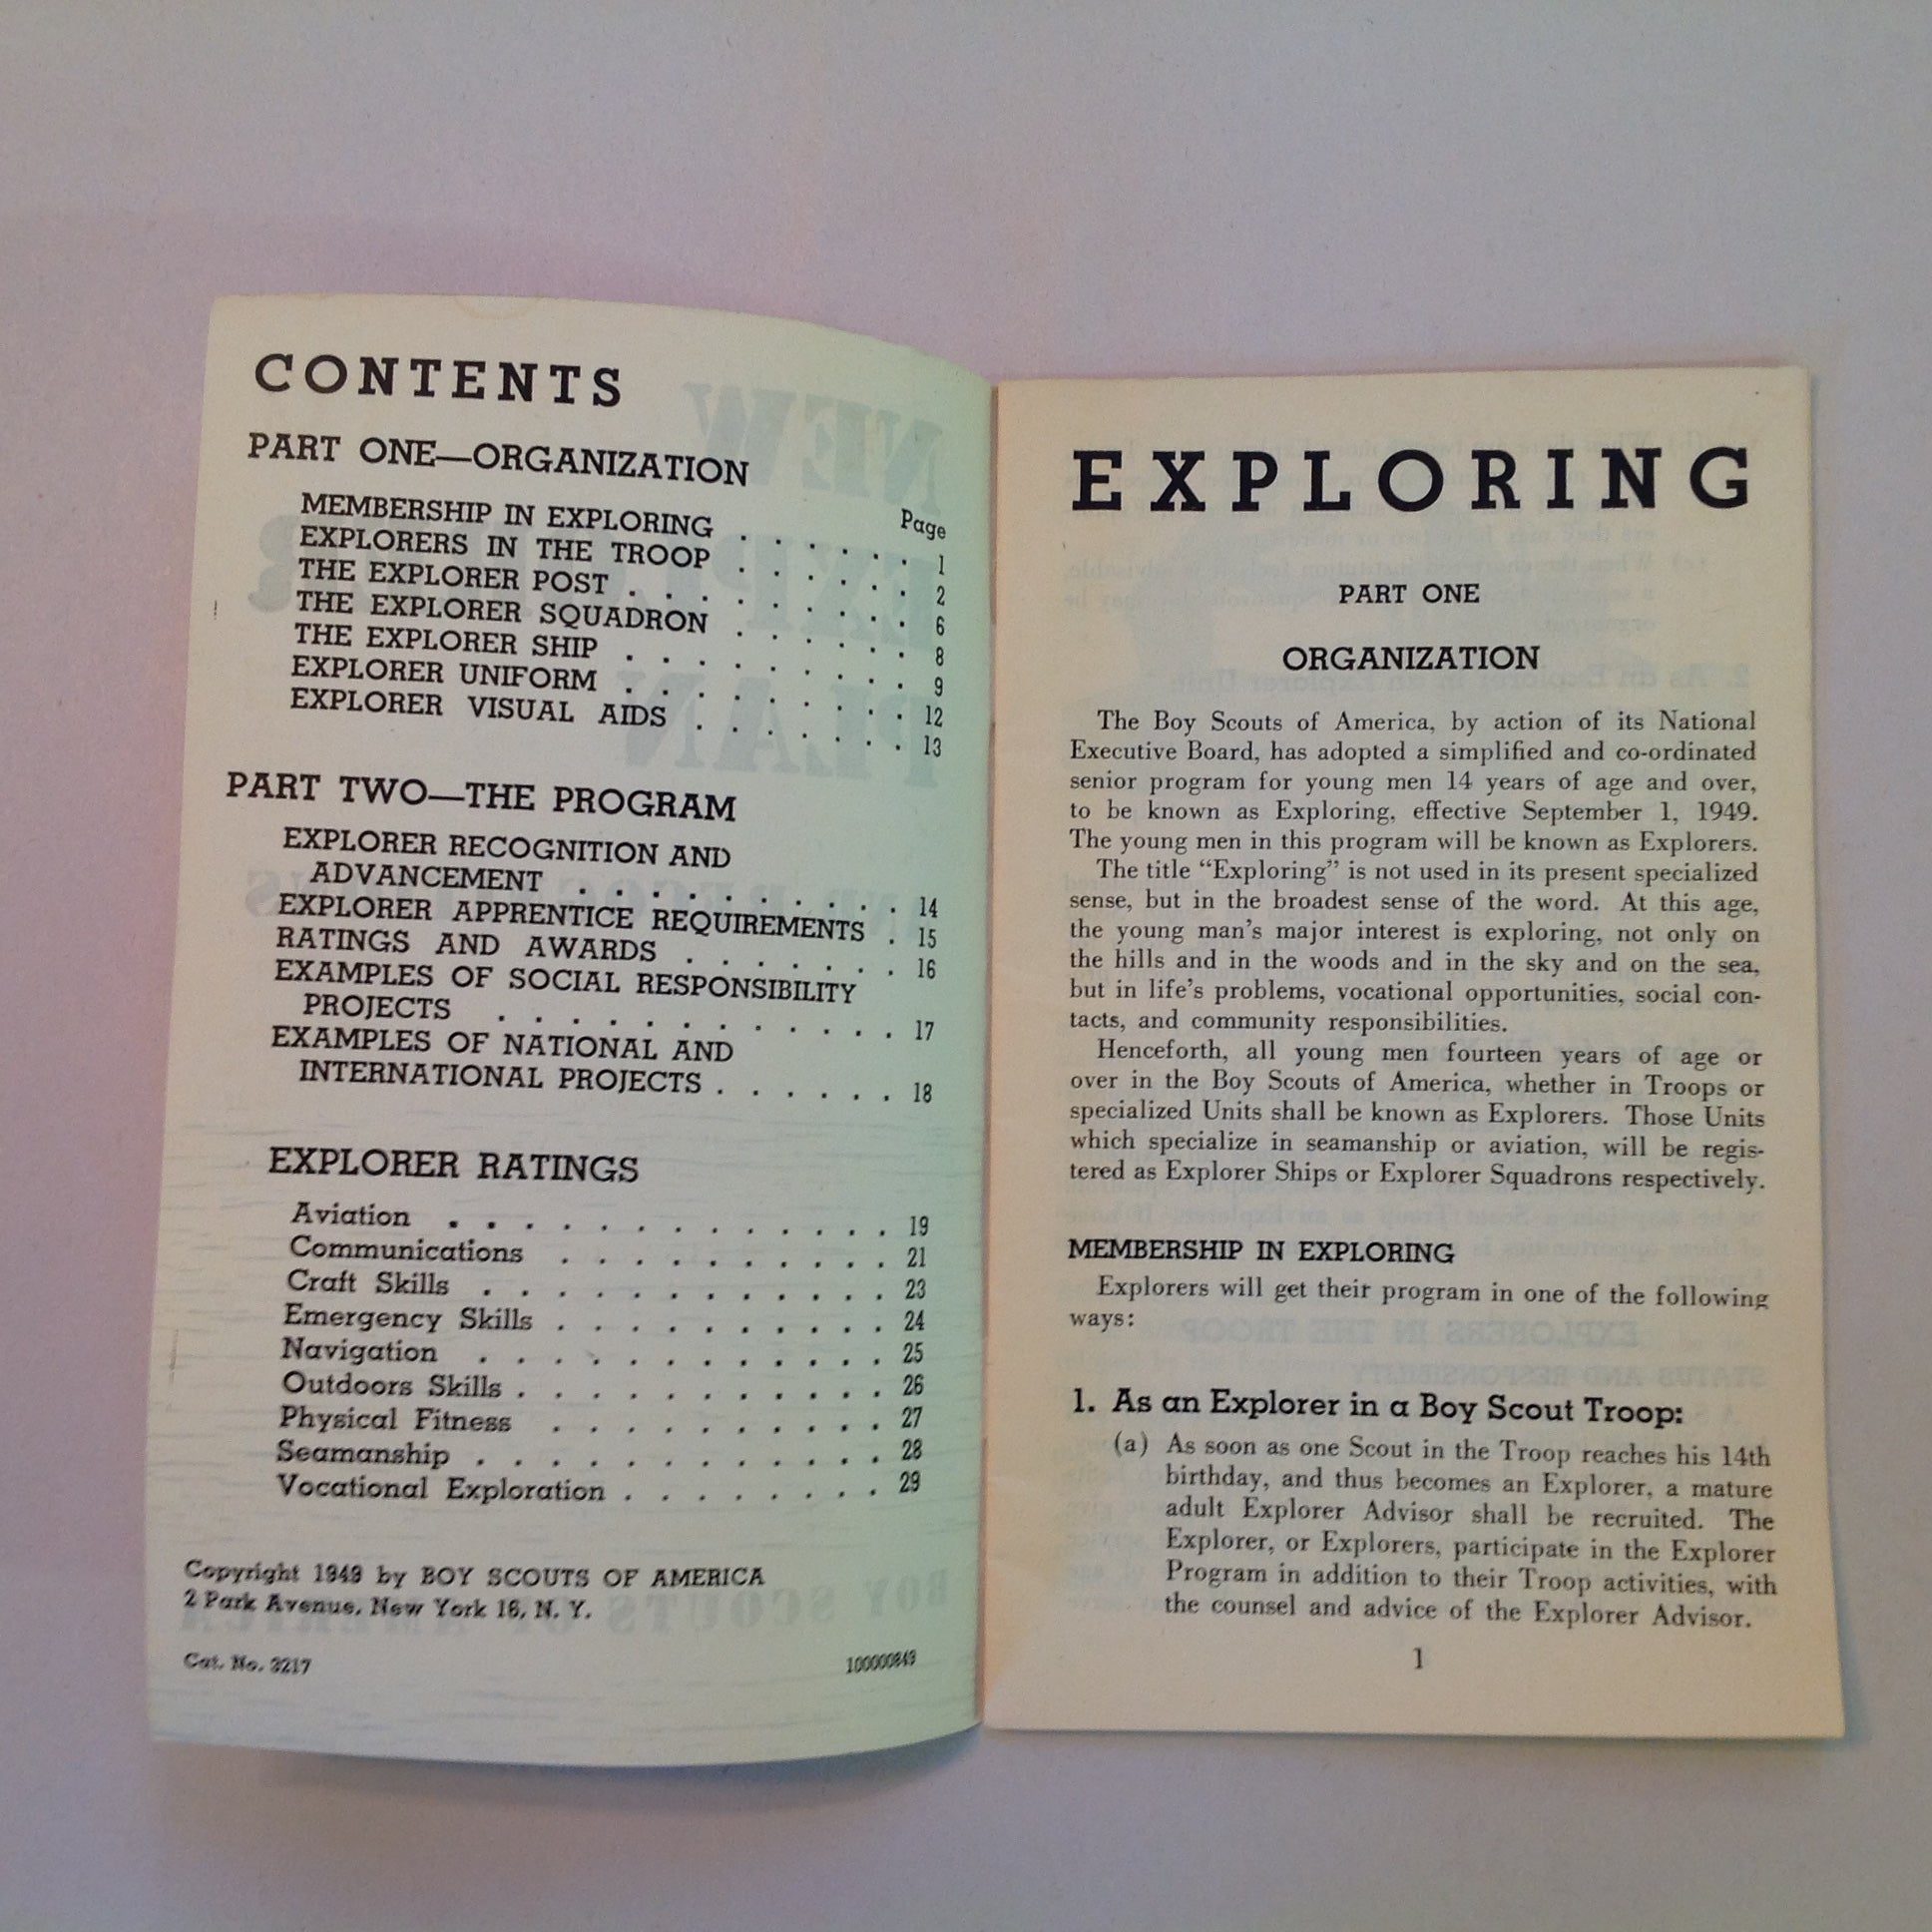 CONTENTS
PART ONE—ORGANIZATION
Page
MEMBERSHIP IN EXPLORING . . . . . . 1
EXPLORERS IN THE TROOP . . . . . . 2
THE EXPLORER POST . . . . . . . . 6
THE EXPLORER SQUADRON . . . . . . 8
THE EXPLORER SHIP . . . . . . . . 9
EXPLORER UNIFORM . . . . . . . . 12
EXPLORER VISUAL AIDS . . . . . . 13
PART TWO—THE PROGRAM
EXPLORER RECOGNITION AND
ADVANCEMENT . . . . . . . . . 14
EXPLORER APPRENTICE REQUIREMENTS . 15
RATINGS AND AWARDS . . . . . . . 16
EXAMPLES OF SOCIAL RESPONSIBILITY
PROJECTS . . . . . . . . . . . 17
EXAMPLES OF NATIONAL AND
INTERNATIONAL PROJECTS . . . . . . 18
EXPLORER RATINGS
Aviation . . . . . . . . . . . . 19
Communications . . . . . . . . . 21
Craft Skills . . . . . . . . . . . 23
Emergency Skills . . . . . . . . . 24
Navigation . . . . . . . . . . . 25
Outdoors Skills . . . . . . . . . . 26
Physical Fitness . . . . . . . . . 27
Seamanship . . . . . . . . . . . 28
Vocational Exploration . . . . . . . 29
Copyright 1949 by BOY SCOUTS OF AMERICA
2 Park Avenue, New York 16, N. Y.
Cat. No. 3217 100000849
EXPLORING
PART ONE
ORGANIZATION
The Boy Scouts of America, by action of its National
Executive Board, has adopted a simplified and co-ordinated
senior program for young men 14 years of age and over,
to be known as Exploring, effective September 1, 1949.
The young men in this program will be known as Explorers.
The title “Exploring” is not used in its present specialized
sense, but in the broadest sense of the word. At this age,
the young man's major interest is exploring, not only on
the hills and in the woods and in the sky and on the sea,
but in life's problems, vocational opportunities, social con-
tacts, and community responsibilities.
Henceforth, all young men fourteen years of age or
over in the Boy Scouts of America, whether in Troops or
specialized Units shall be known as Explorers. Those Units
which specialize in seamanship or aviation, will be regis-
tered as Explorer Ships or Explorer Squadrons respectively.
MEMBERSHIP IN EXPLORING
Explorers will get their program in one of the following
ways:
1. As an Explorer in a Boy Scout Troop:
(a) As soon as one Scout in the Troop reaches his 14th
birthday, and thus becomes an Explorer, a mature
adult Explorer Advisor shall be recruited. The
Explorer, or Explorers, participate in the Explorer
Program in addition to their Troop activities, with
the counsel and advice of the Explorer Advisor.
1